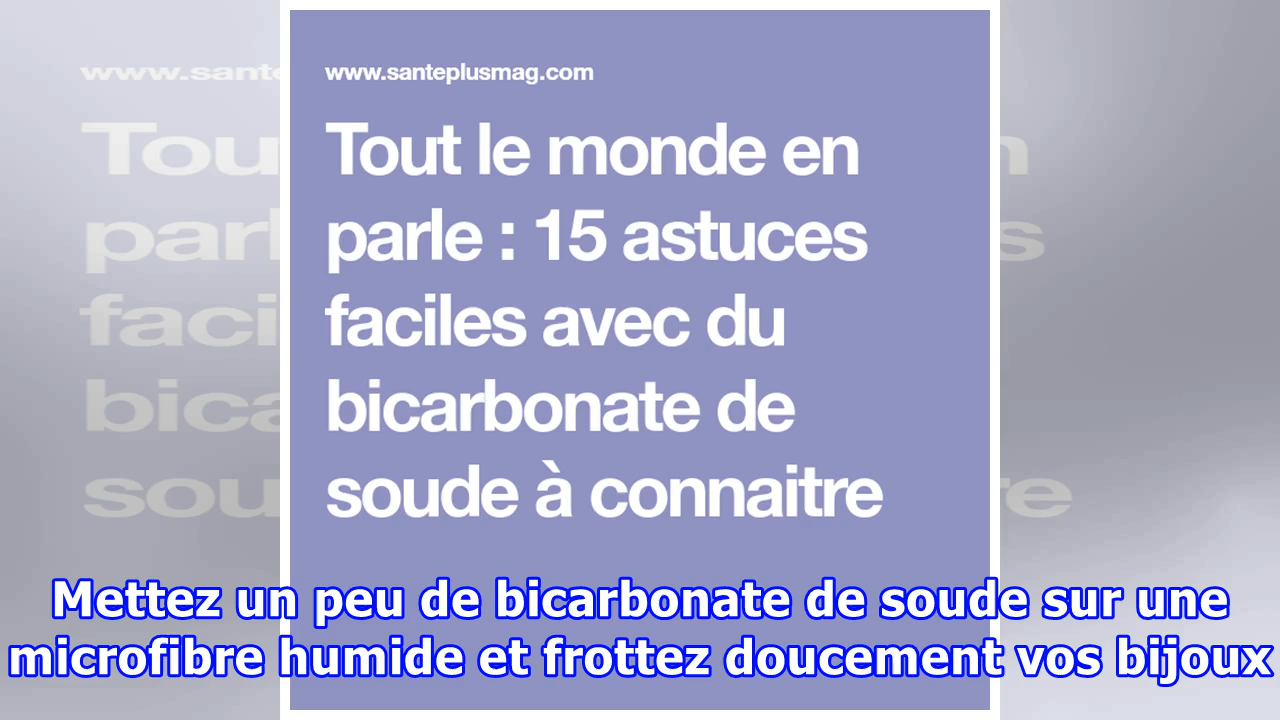 www.santeplusmag.com
Tout le monde en
parle : 15 astuces
faciles avec du
bicarbonate de
soude à connaitre
Mettez un peu de bicarbonate de soude sur une
microfibre humide et frottez doucement vos bijoux